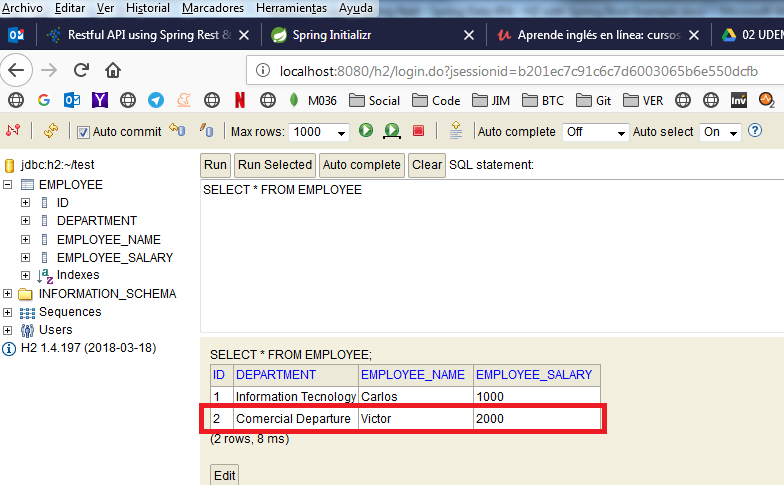 Archivo Editar Ver Historial Marcadores Herramientas Ayuda
Restful API using Spring Rest & Spring Initializr Aprende inglés en línea: cursos 02 UDEM
localhost:8080/h2/login.do?jsessionid=b201ec7c91c6c7d6003065b6e550dcfb
M036 Social Code JIM BTC Git VER Inv
Auto commit Max rows: 1000 Auto complete Off Auto select On
jdbc:h2:~/test
EMPLOYEE
ID
DEPARTMENT
EMPLOYEE_NAME
EMPLOYEE_SALARY
Indexes
INFORMATION_SCHEMA
Sequences
Users
H2 1.4.197 (2018-03-18)
Run Run Selected Auto complete Clear SQL statement:
SELECT * FROM EMPLOYEE
SELECT * FROM EMPLOYEE;
ID DEPARTMENT EMPLOYEE_NAME EMPLOYEE_SALARY
1 Information Tecnology Carlos 1000
2 Comercial Departure Victor 2000
(2 rows, 8 ms)
Edit